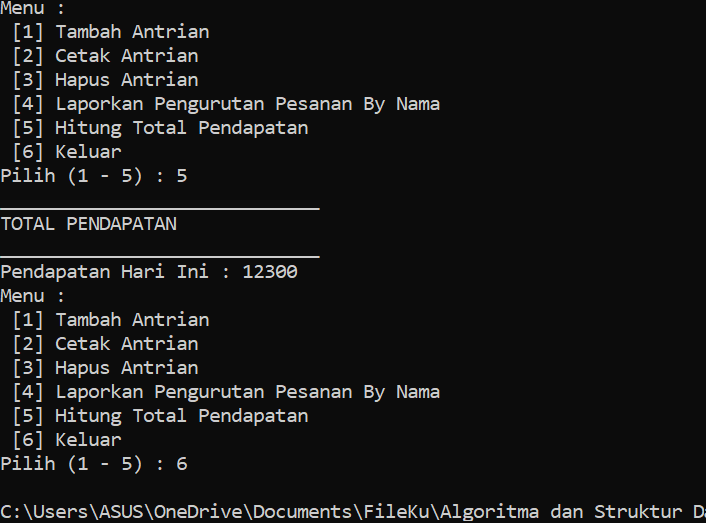 Menu :
[1] Tambah Antrian
[2] Cetak Antrian
[3] Hapus Antrian
[4] Laporkan Pengurutan Pesanan By Nama
[5] Hitung Total Pendapatan
[6] Keluar
Pilih (1 - 5) : 5
______________________________
TOTAL PENDAPATAN
______________________________
Pendapatan Hari Ini : 12300
Menu :
[1] Tambah Antrian
[2] Cetak Antrian
[3] Hapus Antrian
[4] Laporkan Pengurutan Pesanan By Nama
[5] Hitung Total Pendapatan
[6] Keluar
Pilih (1 - 5) : 6
C:\Users\ASUS\OneDrive\Documents\FileKu\Algoritma dan Struktur